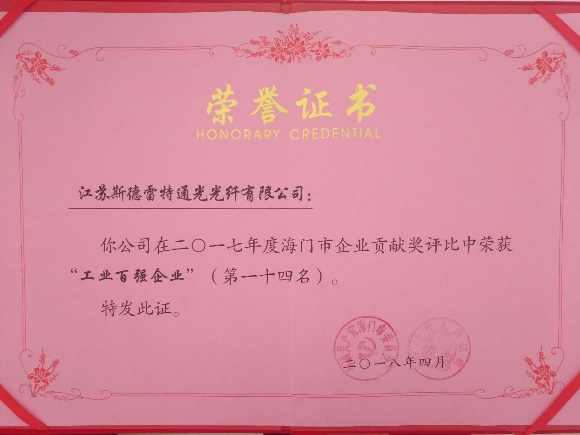 荣誉证书
HONORARY CREDENTIAL
江苏斯德雷特通光光纤有限公司：
你公司在二〇一七年度海门市企业贡献奖评比中荣获
“工业百强企业”（第一十四名）。
特发此证。
二〇一八年四月